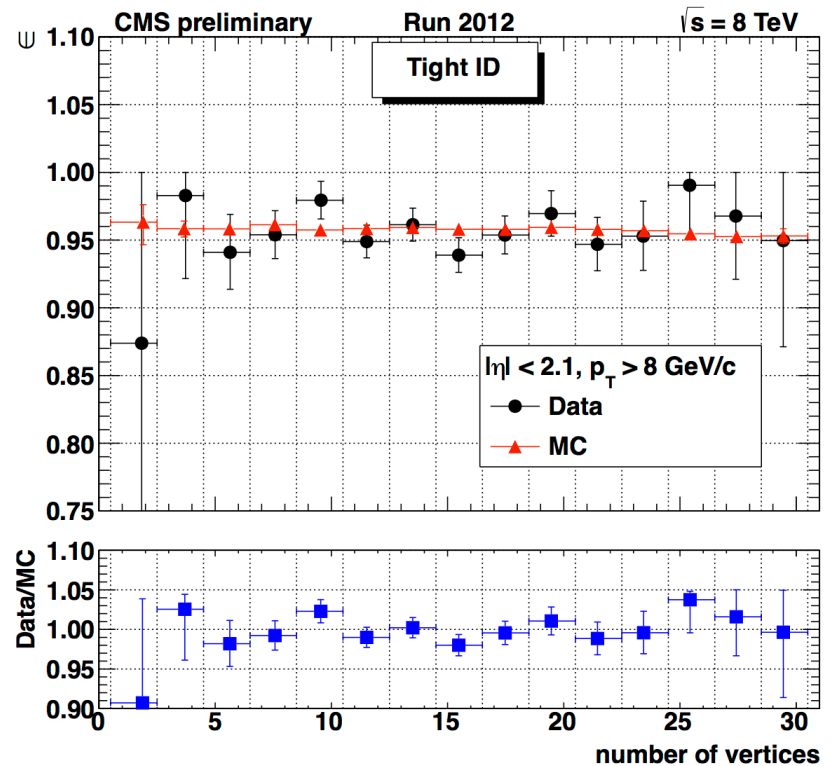 CMS preliminary Run 2012 √s = 8 TeV
∈ 1.10
Tight ID
1.05
1.00
0.95
0.90
|η| < 2.1, p_T > 8 GeV/c
0.85
Data
0.80
MC
0.75
Data/MC
1.10
1.05
1.00
0.95
0.90
0 5 10 15 20 25 30
number of vertices